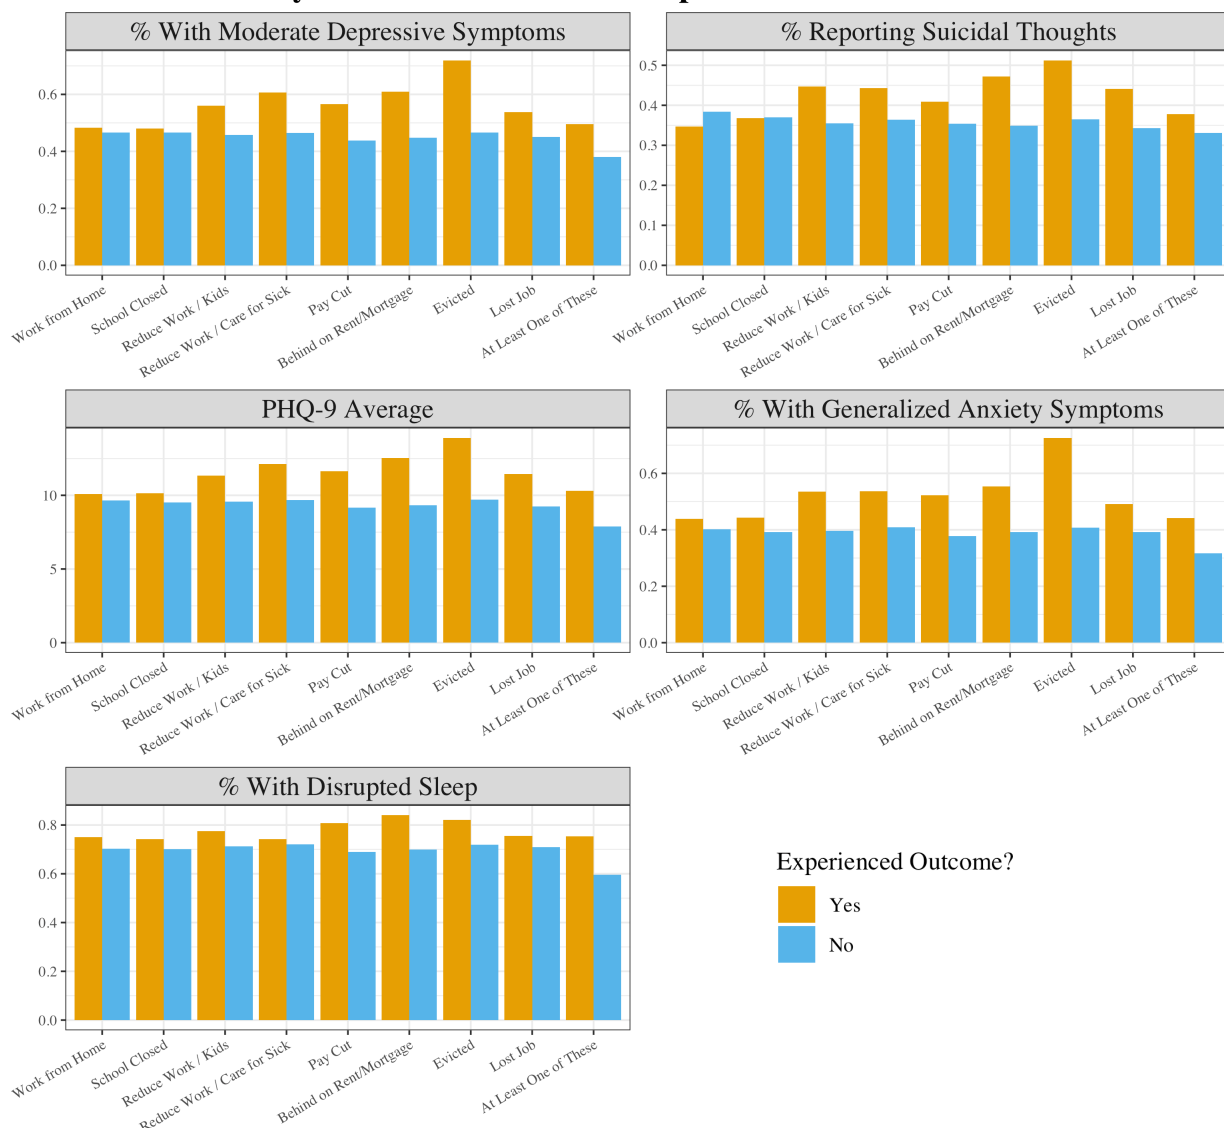 % With Moderate Depressive Symptoms
0.6
0.4
0.2
0.0
Work from Home
School Closed
Reduce Work / Kids
Reduce Work / Care for Sick
Pay Cut
Behind on Rent/Mortgage
Evicted
Lost Job
At Least One of These
% Reporting Suicidal Thoughts
0.5
0.4
0.3
0.2
0.1
0.0
Work from Home
School Closed
Reduce Work / Kids
Reduce Work / Care for Sick
Pay Cut
Behind on Rent/Mortgage
Evicted
Lost Job
At Least One of These
PHQ-9 Average
10
5
0
Work from Home
School Closed
Reduce Work / Kids
Reduce Work / Care for Sick
Pay Cut
Behind on Rent/Mortgage
Evicted
Lost Job
At Least One of These
% With Generalized Anxiety Symptoms
0.6
0.4
0.2
0.0
Work from Home
School Closed
Reduce Work / Kids
Reduce Work / Care for Sick
Pay Cut
Behind on Rent/Mortgage
Evicted
Lost Job
At Least One of These
% With Disrupted Sleep
0.8
0.6
0.4
0.2
0.0
Work from Home
School Closed
Reduce Work / Kids
Reduce Work / Care for Sick
Pay Cut
Behind on Rent/Mortgage
Evicted
Lost Job
At Least One of These
Experienced Outcome?
Yes
No